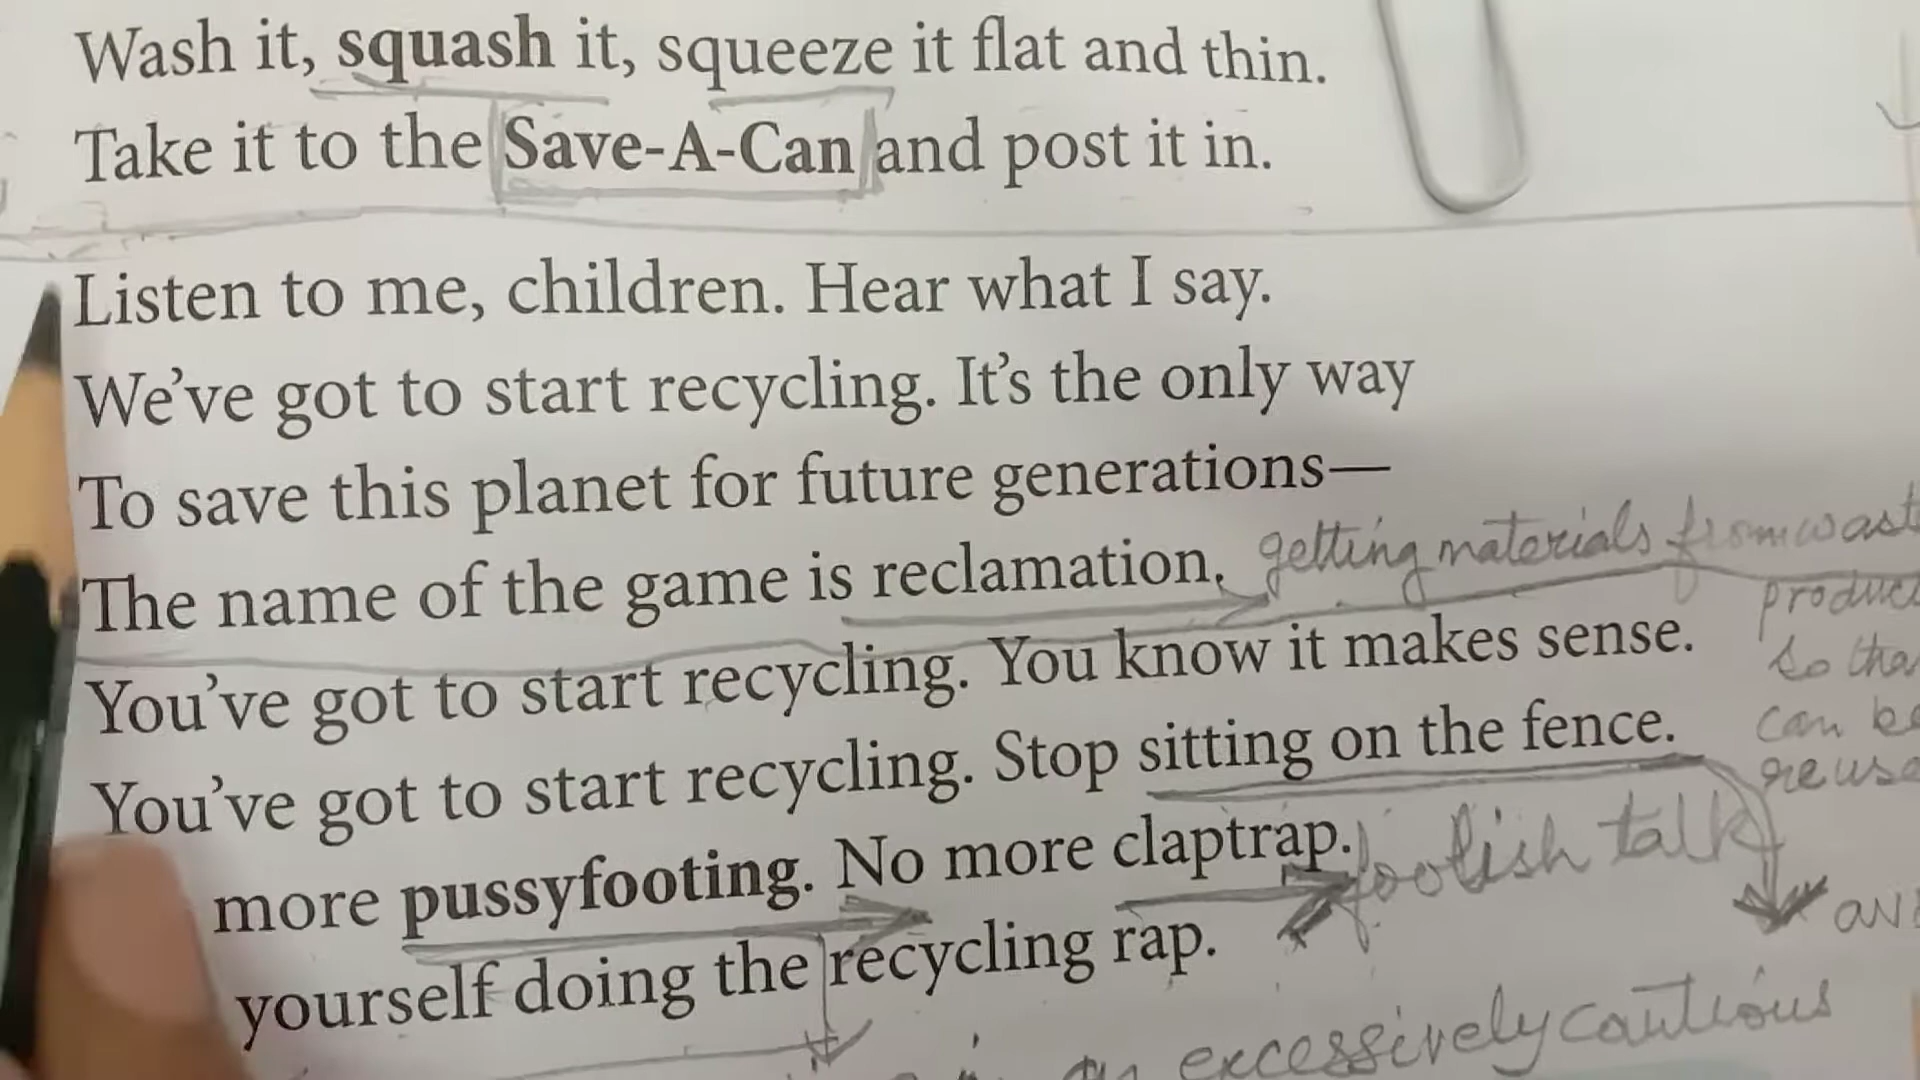 Wash it, squash it, squeeze it flat and thin.
Take it to the Save-A-Can and post it in.
Listen to me, children. Hear what I say.
We've got to start recycling. It's the only way
To save this planet for future generations—
The name of the game is reclamation.
getting materials from
You've got to start recycling. You know it makes sense.
You've got to start recycling. Stop sitting on the fence.
can
more pussyfooting. No more claptrap.
foolish talk
yourself doing the recycling rap.
excessively cautious